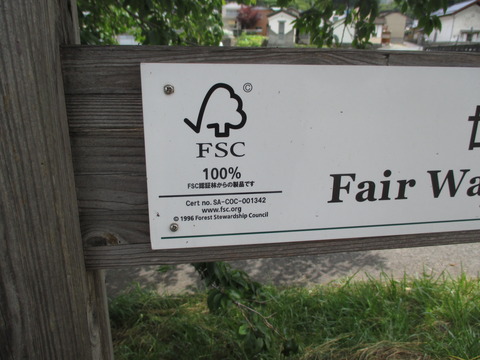 ©
FSC
100%
FSC認証林からの製品です
Cert no. SA-COC-001342
www.fsc.org
© 1996 Forest Stewardship Council
Fair Wa